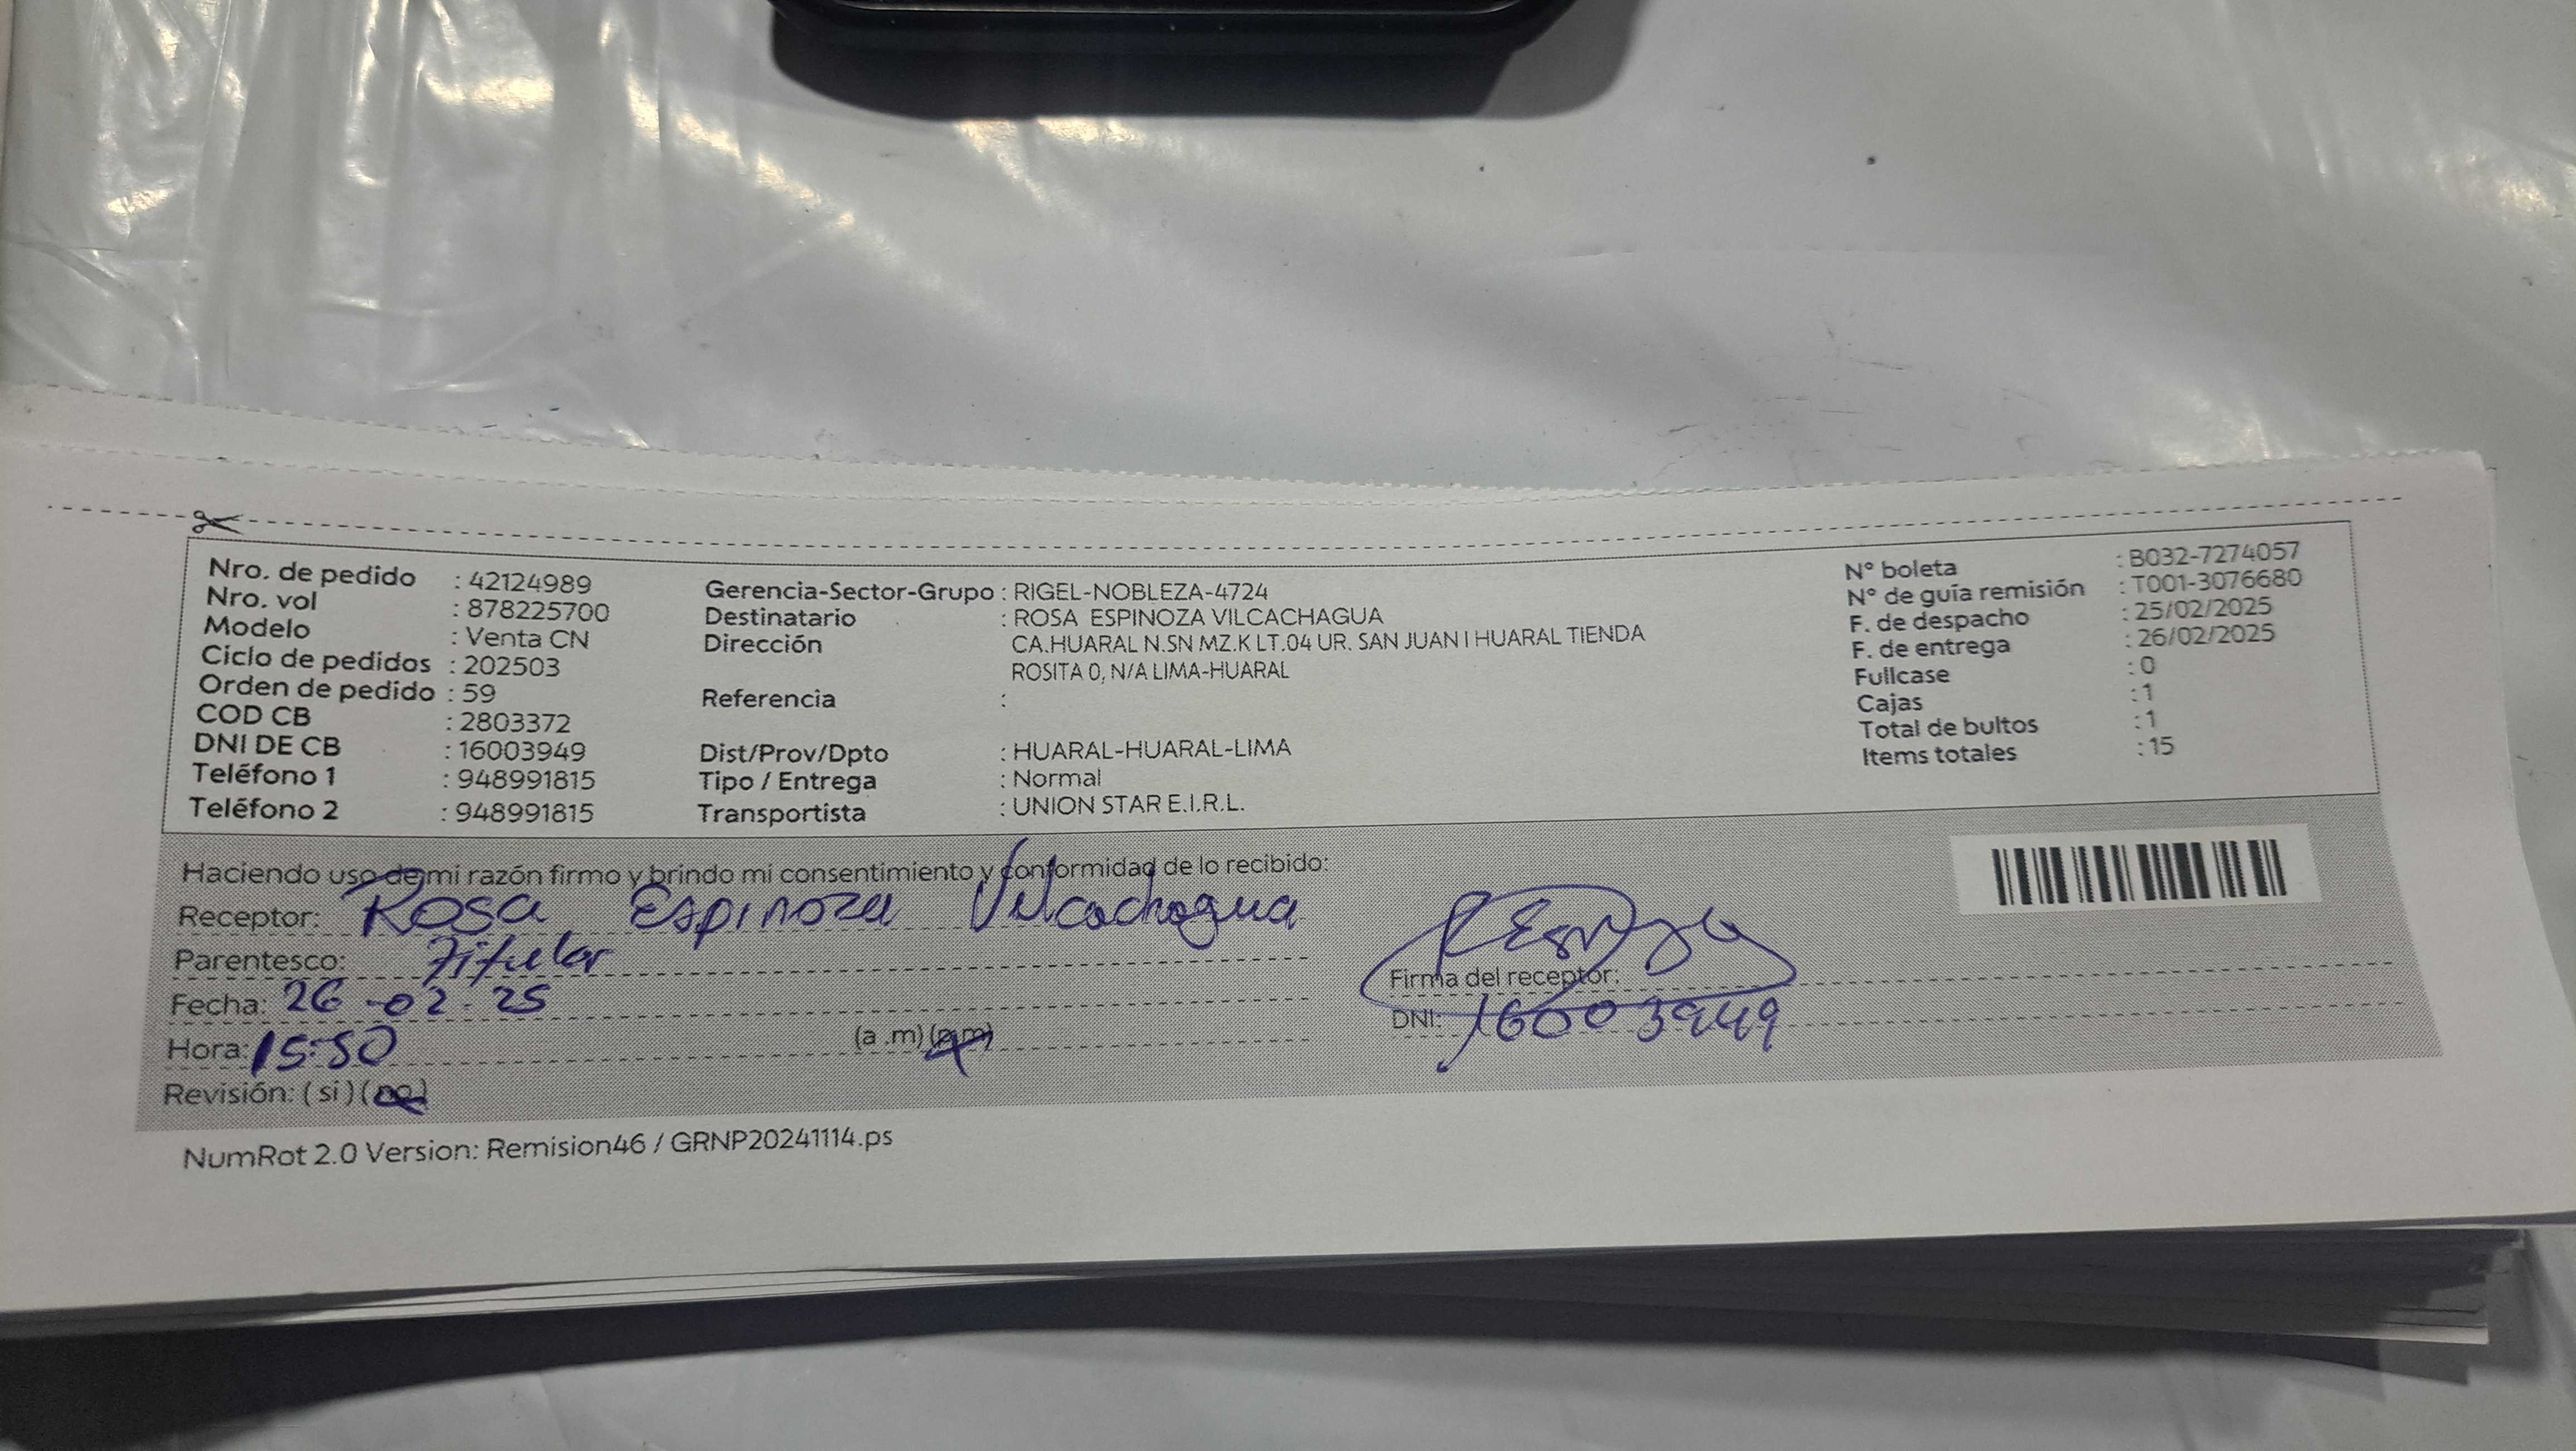 Nro. de pedido : 42124989
Nro. vol : 878225700
Modelo : Venta CN
Ciclo de pedidos : 202503
Orden de pedido : 59
COD CB : 2803372
DNI DE CB : 16003949
Teléfono 1 : 948991815
Teléfono 2 : 948991815
Gerencia-Sector-Grupo : RIGEL-NOBLEZA-4724
Destinatario : ROSA ESPINOZA VILCACHAGUA
Dirección CA.HUARAL N.SN MZ.K LT.04 UR. SAN JUAN I HUARAL TIENDA
ROSITA 0, N/A LIMA-HUARAL
Referencia :
Dist/Prov/Dpto : HUARAL-HUARAL-LIMA
Tipo / Entrega : Normal
Transportista : UNION STAR E.I.R.L.
N° boleta : B032-7274057
N° de guía remisión : T001-3076680
F. de despacho : 25/02/2025
F. de entrega : 26/02/2025
Fullcase : 0
Cajas : 1
Total de bultos : 1
Items totales : 15
Haciendo uso de mi razón firmo y brindo mi consentimiento y conformidad de lo recibido:
Receptor: Rosa Espinoza Vilcachagua
Parentesco: Titular
Fecha: 26-02-25
Hora: 15:50 (a .m) (p.m)
Revisión: ( si ) ( no )
Firma del receptor:
DNI: 16003949
NumRot 2.0 Version: Remision46 / GRNP20241114.ps